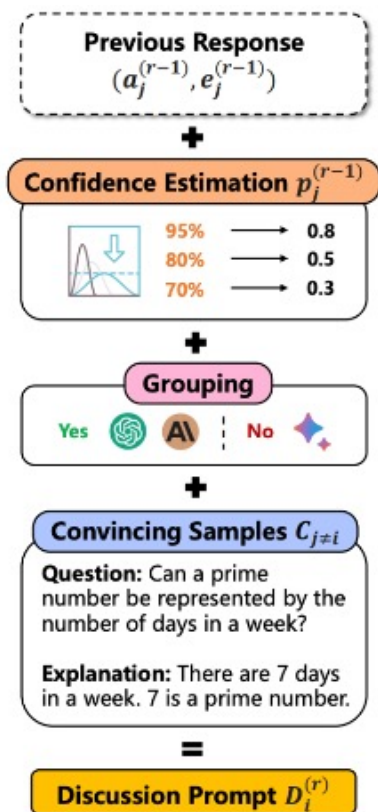 Previous Response
(a_j^(r-1), e_j^(r-1))
+
Confidence Estimation p_j^(r-1)
95% → 0.8
80% → 0.5
70% → 0.3
+
Grouping
Yes No
+
Convincing Samples C_{j≠i}
Question: Can a prime
number be represented by the
number of days in a week?
Explanation: There are 7 days
in a week. 7 is a prime number.
=
Discussion Prompt D_i^(r)